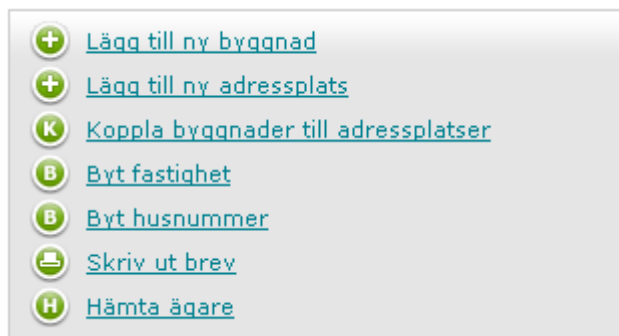 + Lägg till ny byggnad
+ Lägg till ny adressplats
K Koppla byggnader till adressplatser
B Byt fastighet
B Byt husnummer
Skriv ut brev
H Hämta ägare